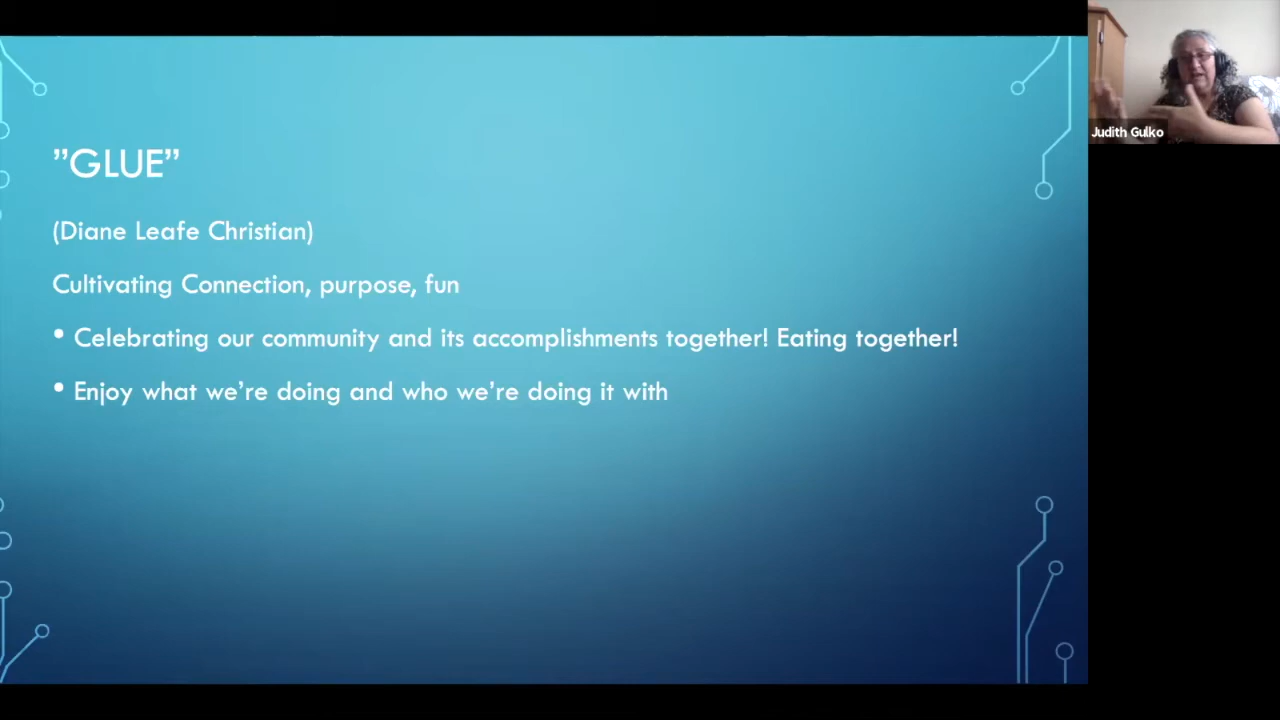 ”GLUE”
(Diane Leafe Christian)
Cultivating Connection, purpose, fun
• Celebrating our community and its accomplishments together! Eating together!
• Enjoy what we’re doing and who we’re doing it with
Judith Gulko